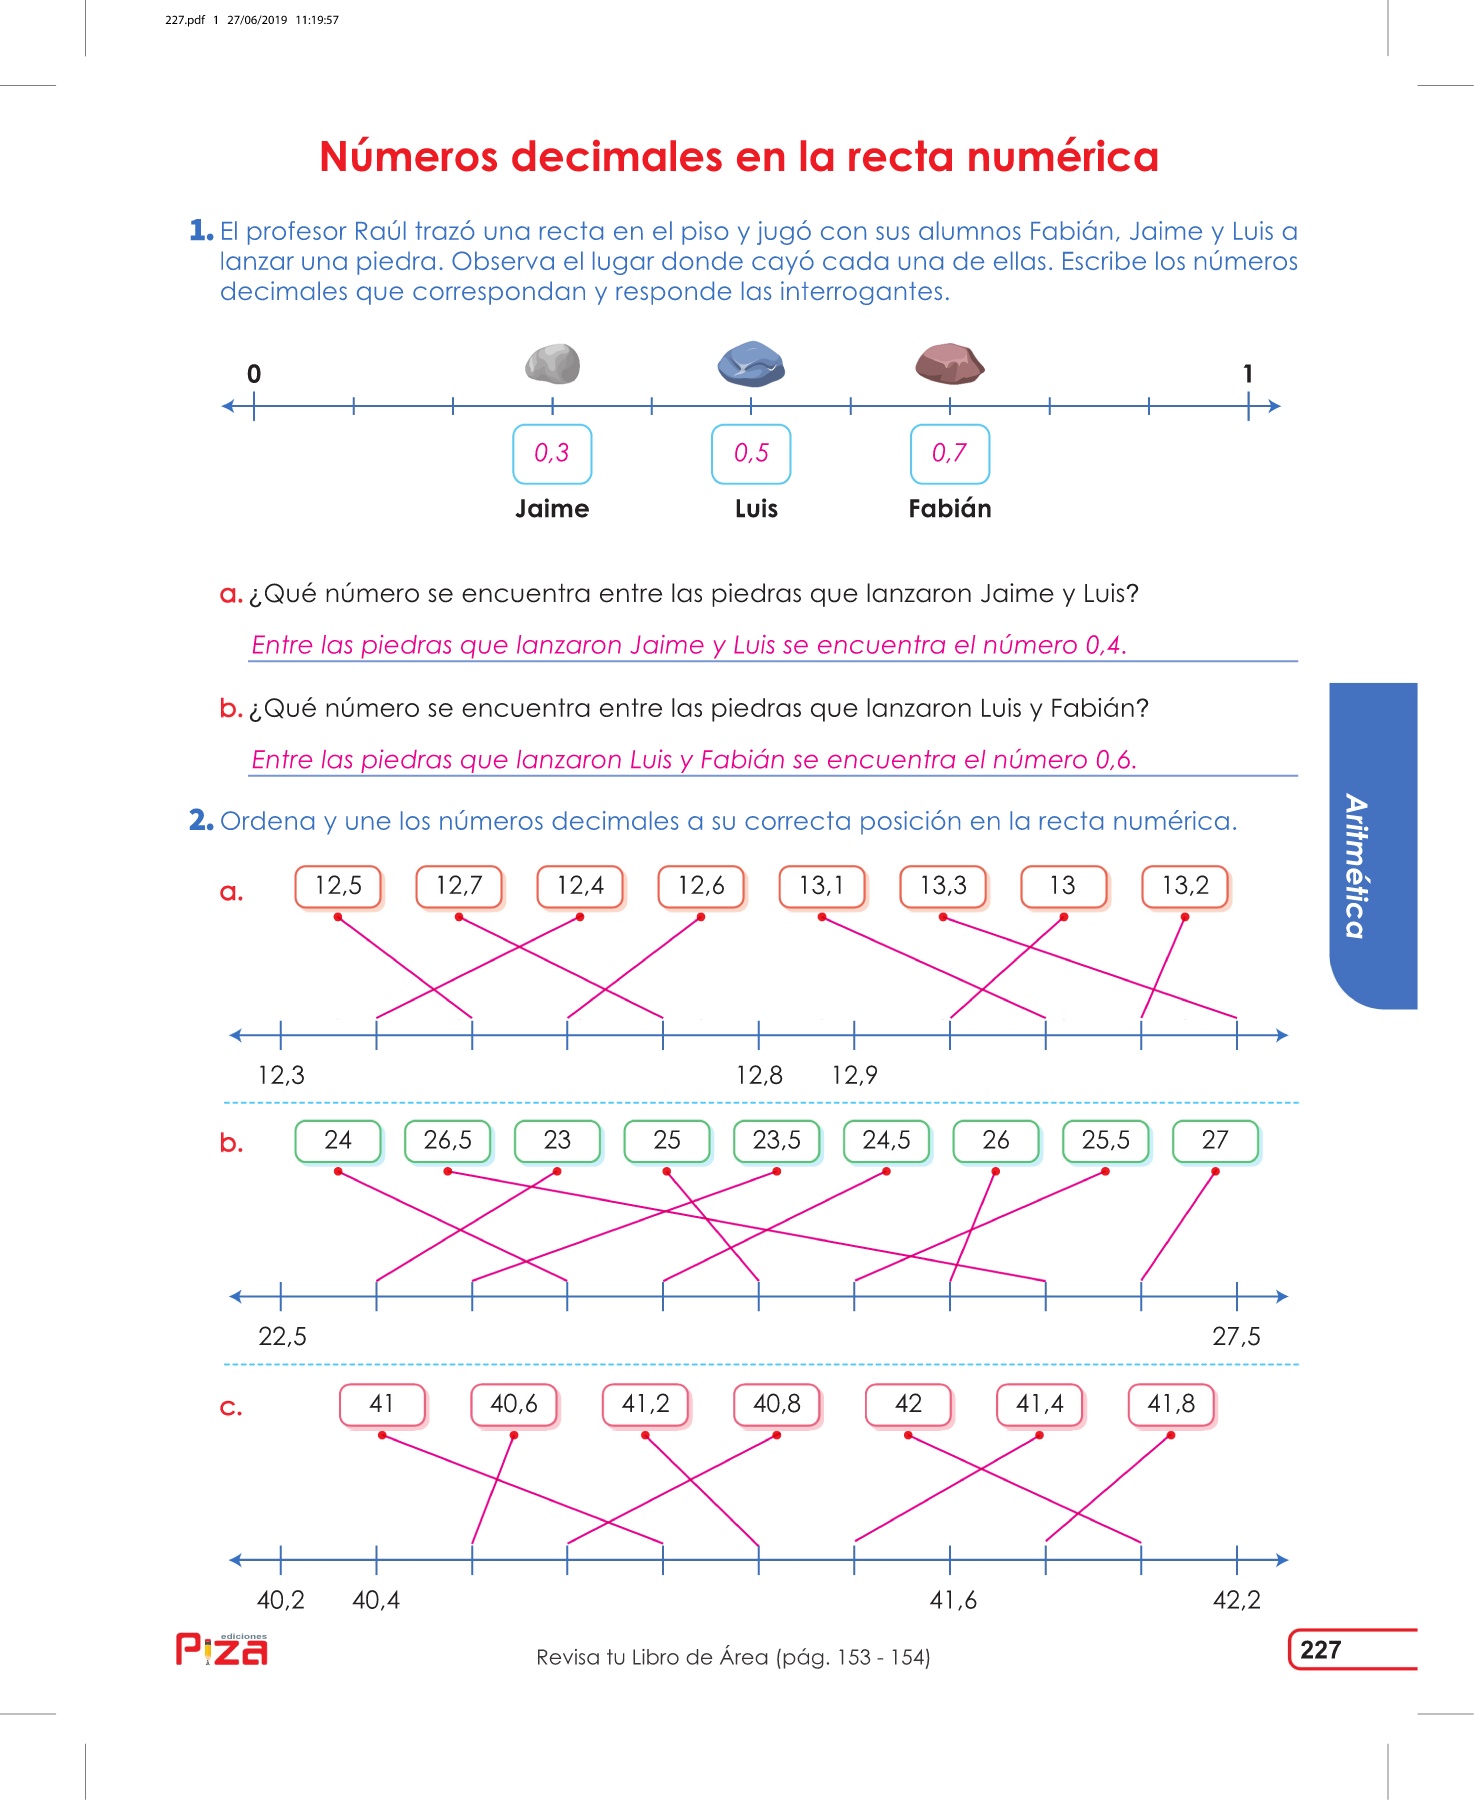 227.pdf 1 27/06/2019 11:19:57
Números decimales en la recta numérica
1. El profesor Raúl trazó una recta en el piso y jugó con sus alumnos Fabián, Jaime y Luis a
lanzar una piedra. Observa el lugar donde cayó cada una de ellas. Escribe los números
decimales que correspondan y responde las interrogantes.
0 1
0,3 0,5 0,7
Jaime Luis Fabián
a. ¿Qué número se encuentra entre las piedras que lanzaron Jaime y Luis?
Entre las piedras que lanzaron Jaime y Luis se encuentra el número 0,4.
b. ¿Qué número se encuentra entre las piedras que lanzaron Luis y Fabián?
Entre las piedras que lanzaron Luis y Fabián se encuentra el número 0,6.
2. Ordena y une los números decimales a su correcta posición en la recta numérica.
Aritmética
a. 12,5 12,7 12,4 12,6 13,1 13,3 13 13,2
12,3 12,8 12,9
b. 24 26,5 23 25 23,5 24,5 26 25,5 27
22,5 27,5
c. 41 40,6 41,2 40,8 42 41,4 41,8
40,2 40,4 41,6 42,2
ediciones
Piza
Revisa tu Libro de Área (pág. 153 - 154)
227